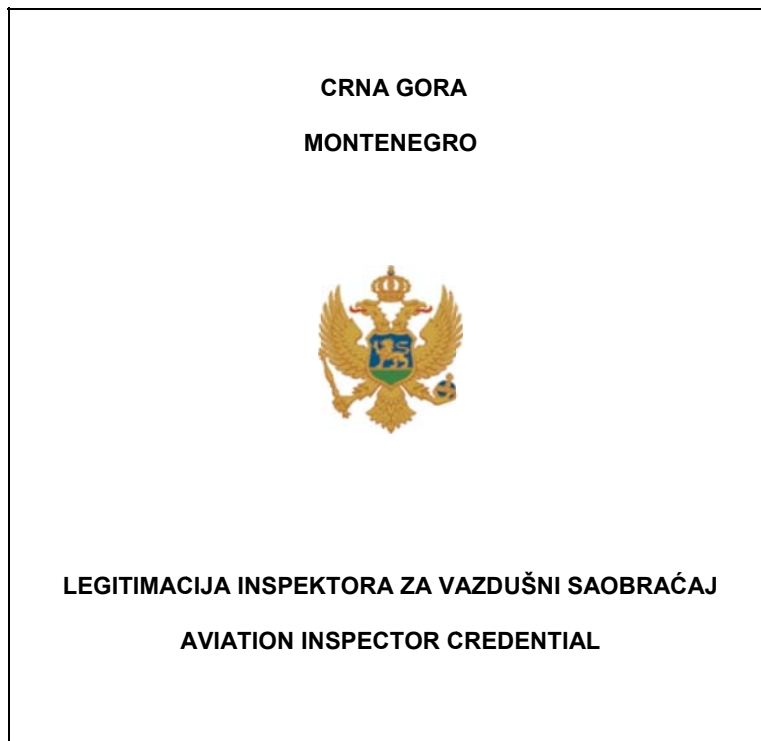 CRNA GORA
MONTENEGRO
LEGITIMACIJA INSPEKTORA ZA VAZDUŠNI SAOBRAĆAJ
AVIATION INSPECTOR CREDENTIAL